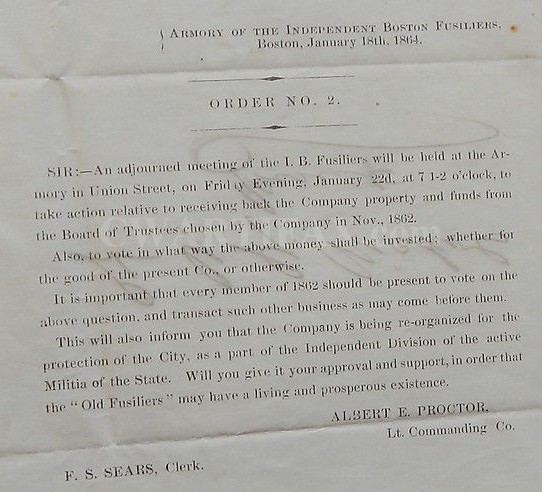 ARMORY OF THE INDEPENDENT BOSTON FUSILIERS,
Boston, January 18th, 1864.
ORDER NO. 2.
SIR:—An adjourned meeting of the I. B. Fusiliers will be held at the Ar-
mory in Union Street, on Friday Evening, January 22d, at 7 1-2 o'clock, to
take action relative to receiving back the Company property and funds from
the Board of Trustees chosen by the Company in Nov., 1862.
Also, to vote in what way the above money shall be invested; whether for
the good of the present Co., or otherwise.
It is important that every member of 1862 should be present to vote on the
above question, and transact such other business as may come before them.
This will also inform you that the Company is being re-organized for the
protection of the City, as a part of the Independent Division of the active
Militia of the State. Will you give it your approval and support, in order that
the "Old Fusiliers" may have a living and prosperous existence.
ALBERT E. PROCTOR,
Lt. Commanding Co.
F. S. SEARS, Clerk.